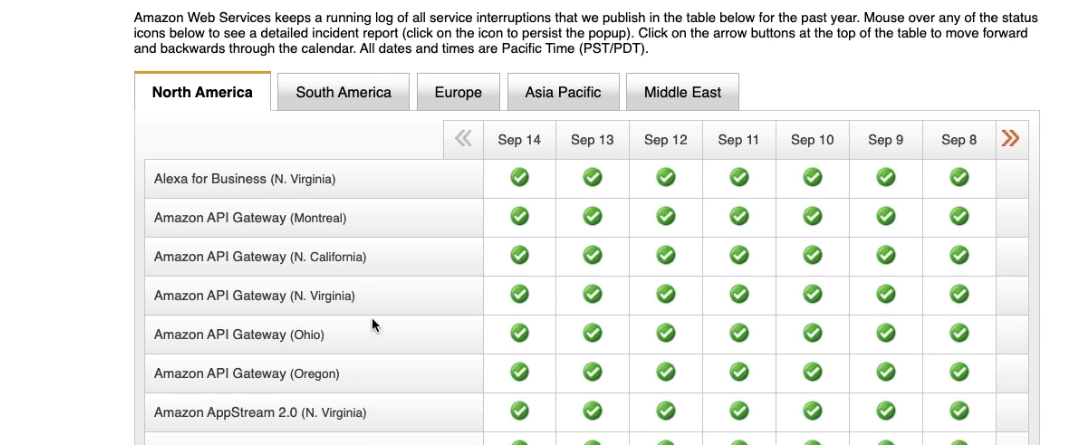 Amazon Web Services keeps a running log of all service interruptions that we publish in the table below for the past year. Mouse over any of the status
icons below to see a detailed incident report (click on the icon to persist the popup). Click on the arrow buttons at the top of the table to move forward
and backwards through the calendar. All dates and times are Pacific Time (PST/PDT).
North America South America Europe Asia Pacific Middle East
Sep 14 Sep 13 Sep 12 Sep 11 Sep 10 Sep 9 Sep 8
Alexa for Business (N. Virginia)
Amazon API Gateway (Montreal)
Amazon API Gateway (N. California)
Amazon API Gateway (N. Virginia)
Amazon API Gateway (Ohio)
Amazon API Gateway (Oregon)
Amazon AppStream 2.0 (N. Virginia)